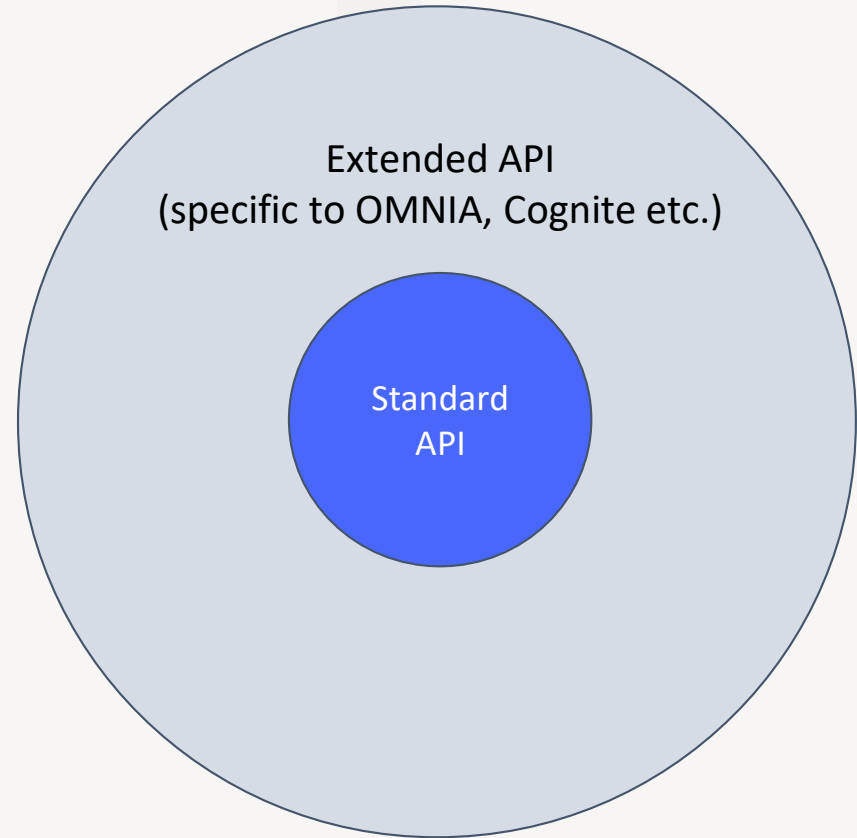 Extended API
(specific to OMNIA, Cognite etc.)
Standard
API